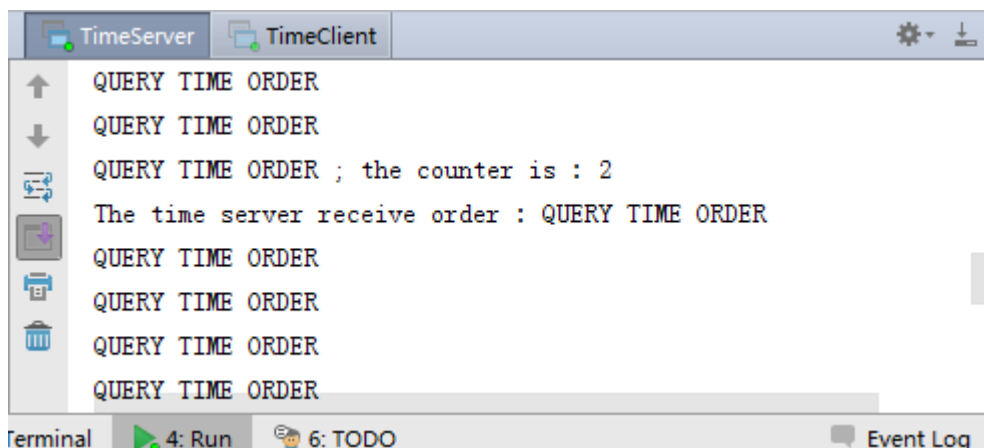 TimeServer TimeClient
QUERY TIME ORDER
QUERY TIME ORDER
QUERY TIME ORDER ; the counter is : 2
The time server receive order : QUERY TIME ORDER
QUERY TIME ORDER
QUERY TIME ORDER
QUERY TIME ORDER
QUERY TIME ORDER
Terminal 4: Run 6: TODO Event Log